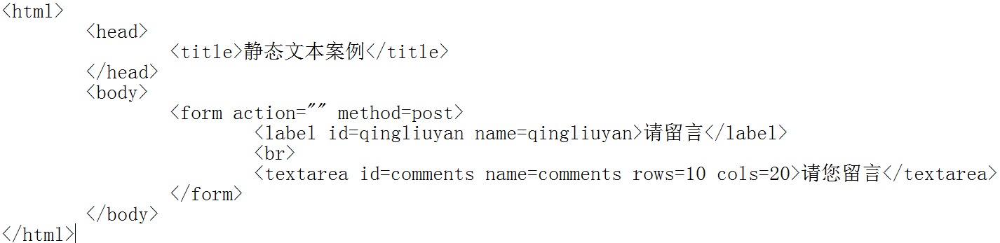 <html>
<head>
<title>静态文本案例</title>
</head>
<body>
<form action="" method=post>
<label id=qingliuyan name=qingliuyan>请留言</label>
<br>
<textarea id=comments name=comments rows=10 cols=20>请您留言</textarea>
</form>
</body>
</html>